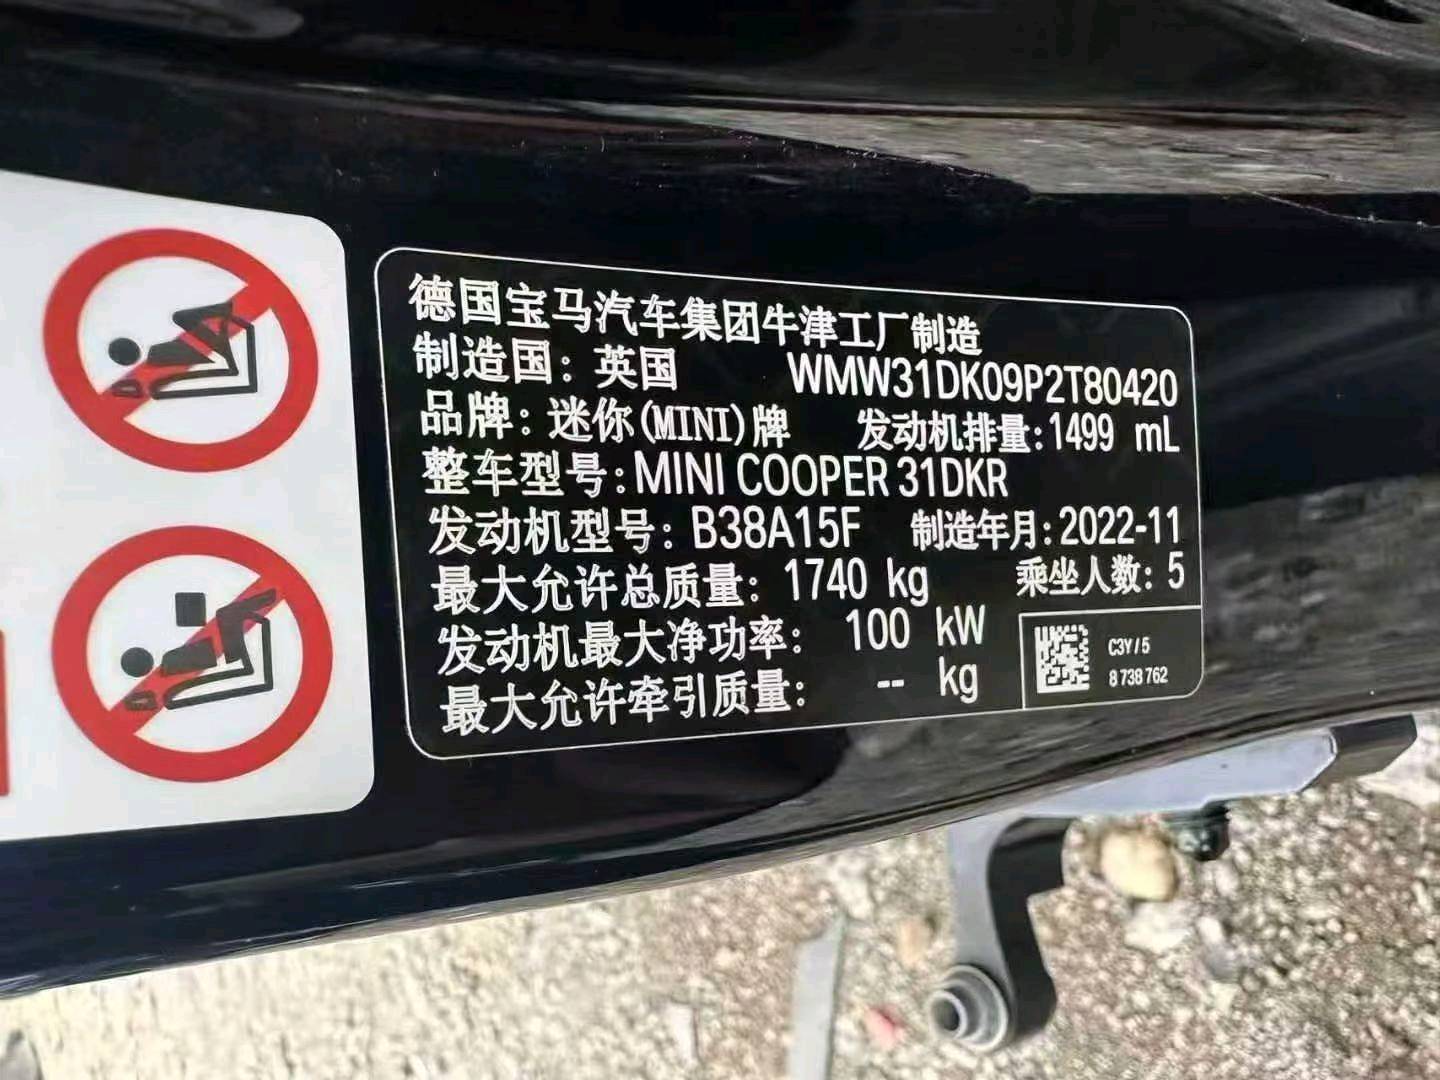 德国宝马汽车集团牛津工厂制造
制造国：英国 WMW31DK09P2T80420
品牌：迷你(MINI)牌 发动机排量:1499 mL
整车型号:MINI COOPER 31DKR
发动机型号：B38A15F 制造年月:2022-11
最大允许总质量：1740 kg 乘坐人数：5
发动机最大净功率： 100 kW
最大允许牵引质量： -- kg
C3Y/5
8 738 762